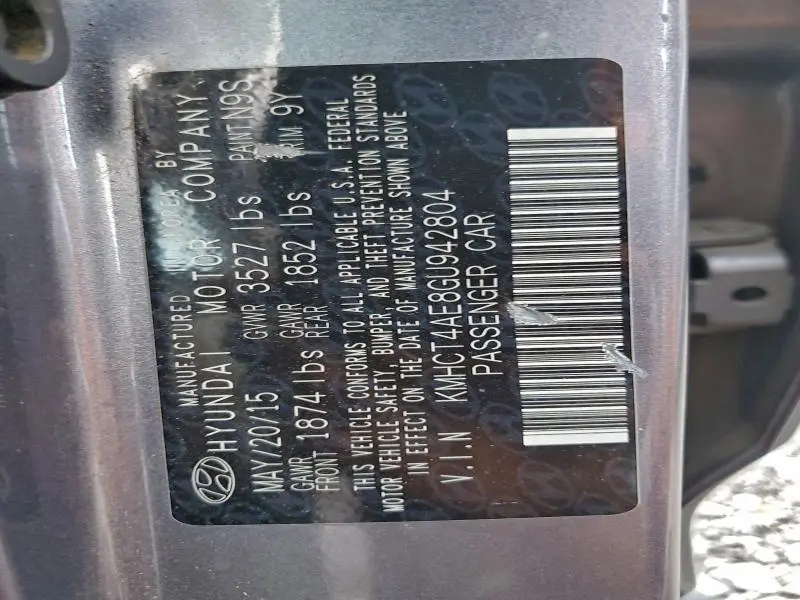 MANUFACTURED IN KOREA BY
HYUNDAI MOTOR COMPANY
MAY/20/15 GVWR 3527 lbs PAINT N9S
GAWR FRONT 1874 lbs GAWR REAR 1852 lbs TRIM 9Y
THIS VEHICLE CONFORMS TO ALL APPLICABLE U.S.A. FEDERAL
MOTOR VEHICLE SAFETY, BUMPER, AND THEFT PREVENTION STANDARDS
IN EFFECT ON THE DATE OF MANUFACTURE SHOWN ABOVE
V.I.N KMHCT4AE8GU942804
PASSENGER CAR